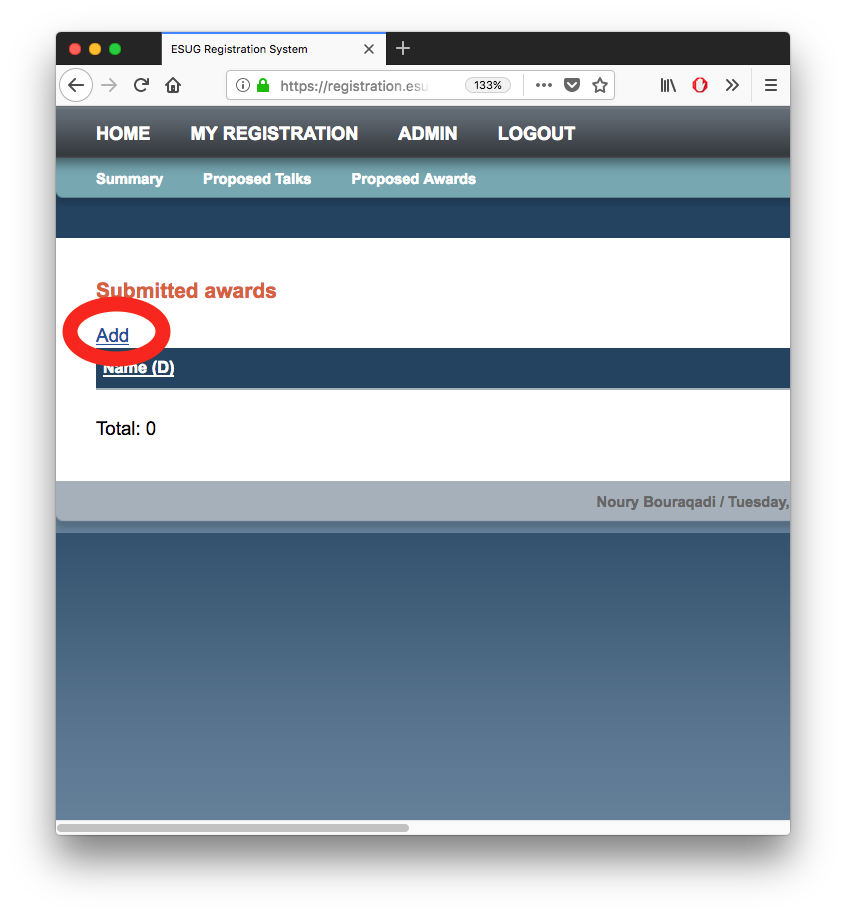 ESUG Registration System
https://registration.esu
133%
HOME MY REGISTRATION ADMIN LOGOUT
Summary Proposed Talks Proposed Awards
Submitted awards
Add
Name (D)
Total: 0
Noury Bouraqadi / Tuesday,